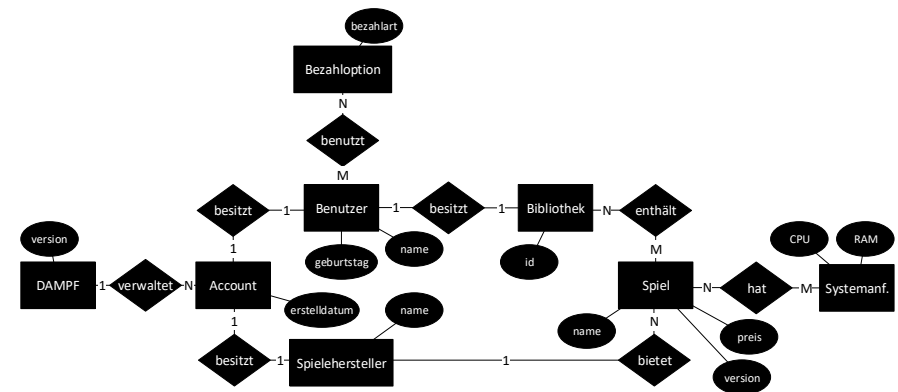 bezahlart
Bezahloption
N
benutzt
M
besitzt
1
Benutzer
1
besitzt
1
Bibliothek
N
enthält
1
geburtstag
name
id
M
CPU
RAM
version
DAMPF
1
verwaltet
N
Account
Spiel
N
hat
M
Systemanf.
erstelldatum
1
name
name
N
preis
besitzt
1
Spielehersteller
1
bietet
version